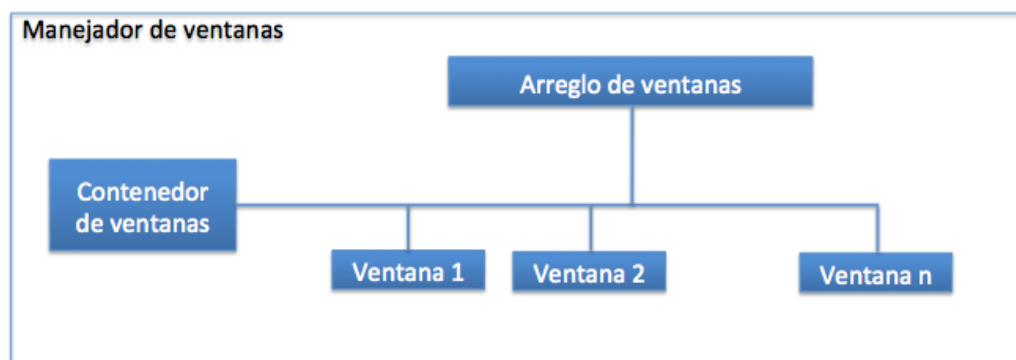 Manejador de ventanas
Arreglo de ventanas
Contenedor
de ventanas
Ventana 1
Ventana 2
Ventana n